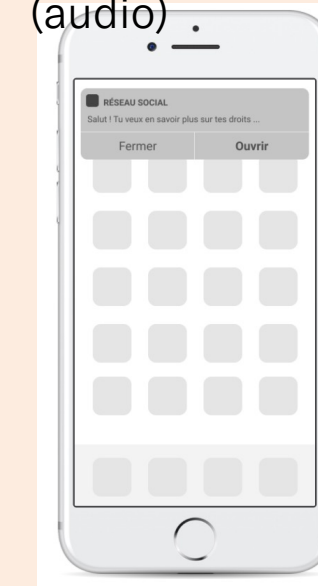 (audio)
RÉSEAU SOCIAL
Salut ! Tu veux en savoir plus sur tes droits ...
Fermer Ouvrir